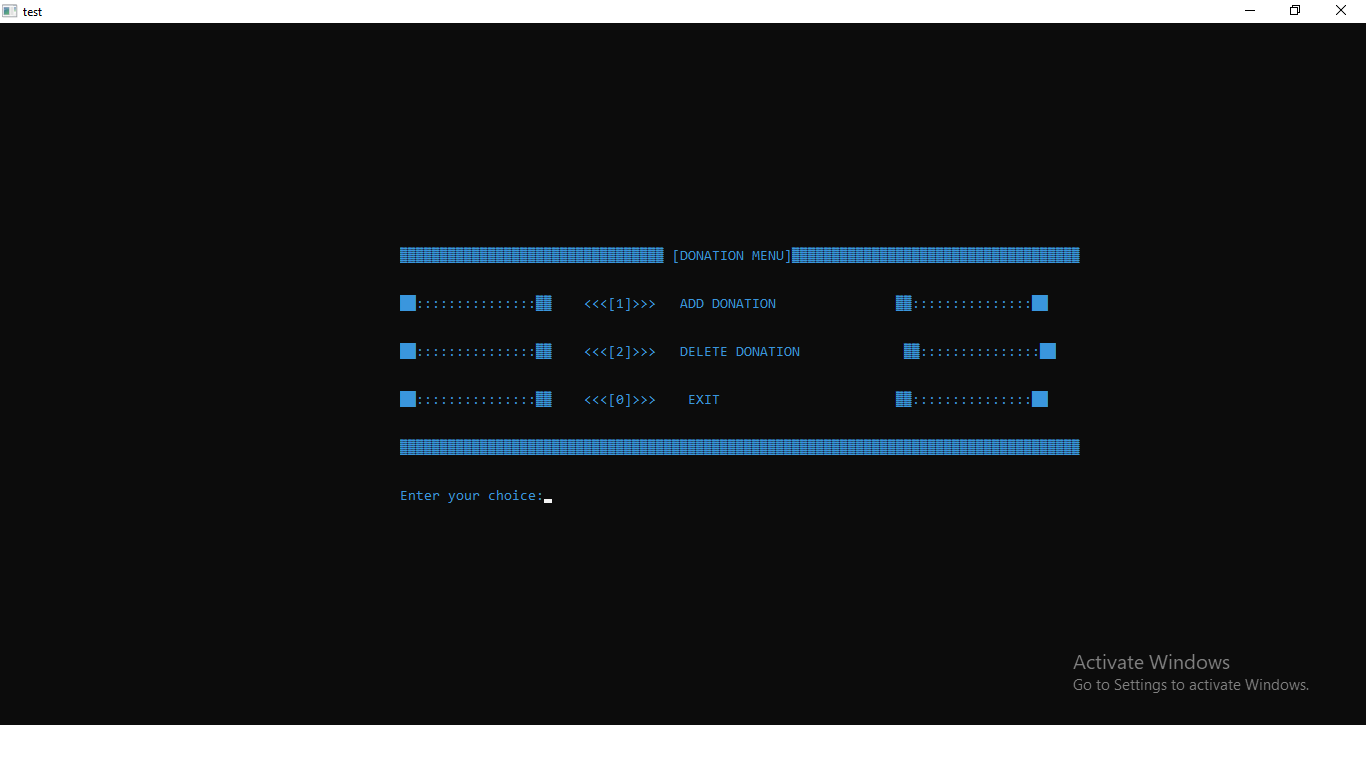 test
[DONATION MENU]
:::::::::::::::    <<<[1]>>>   ADD DONATION    :::::::::::::::
:::::::::::::::    <<<[2]>>>   DELETE DONATION    :::::::::::::::
:::::::::::::::    <<<[0]>>>    EXIT    :::::::::::::::
Enter your choice:
Activate Windows
Go to Settings to activate Windows.